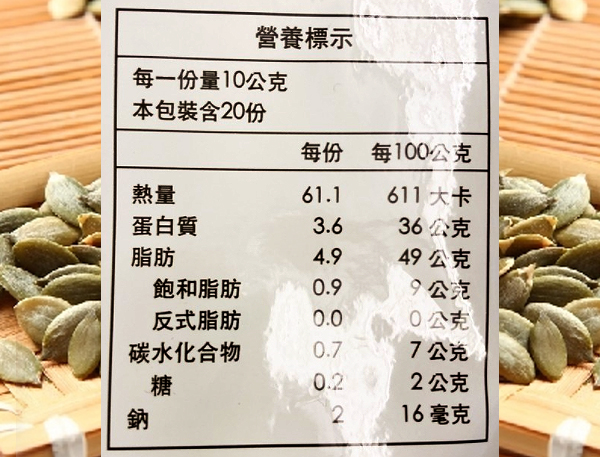 營養標示
每一份量10公克
本包裝含20份
每份 每100公克
熱量 61.1 611 大卡
蛋白質 3.6 36 公克
脂肪 4.9 49 公克
飽和脂肪 0.9 9 公克
反式脂肪 0.0 0 公克
碳水化合物 0.7 7 公克
糖 0.2 2 公克
鈉 2 16 毫克